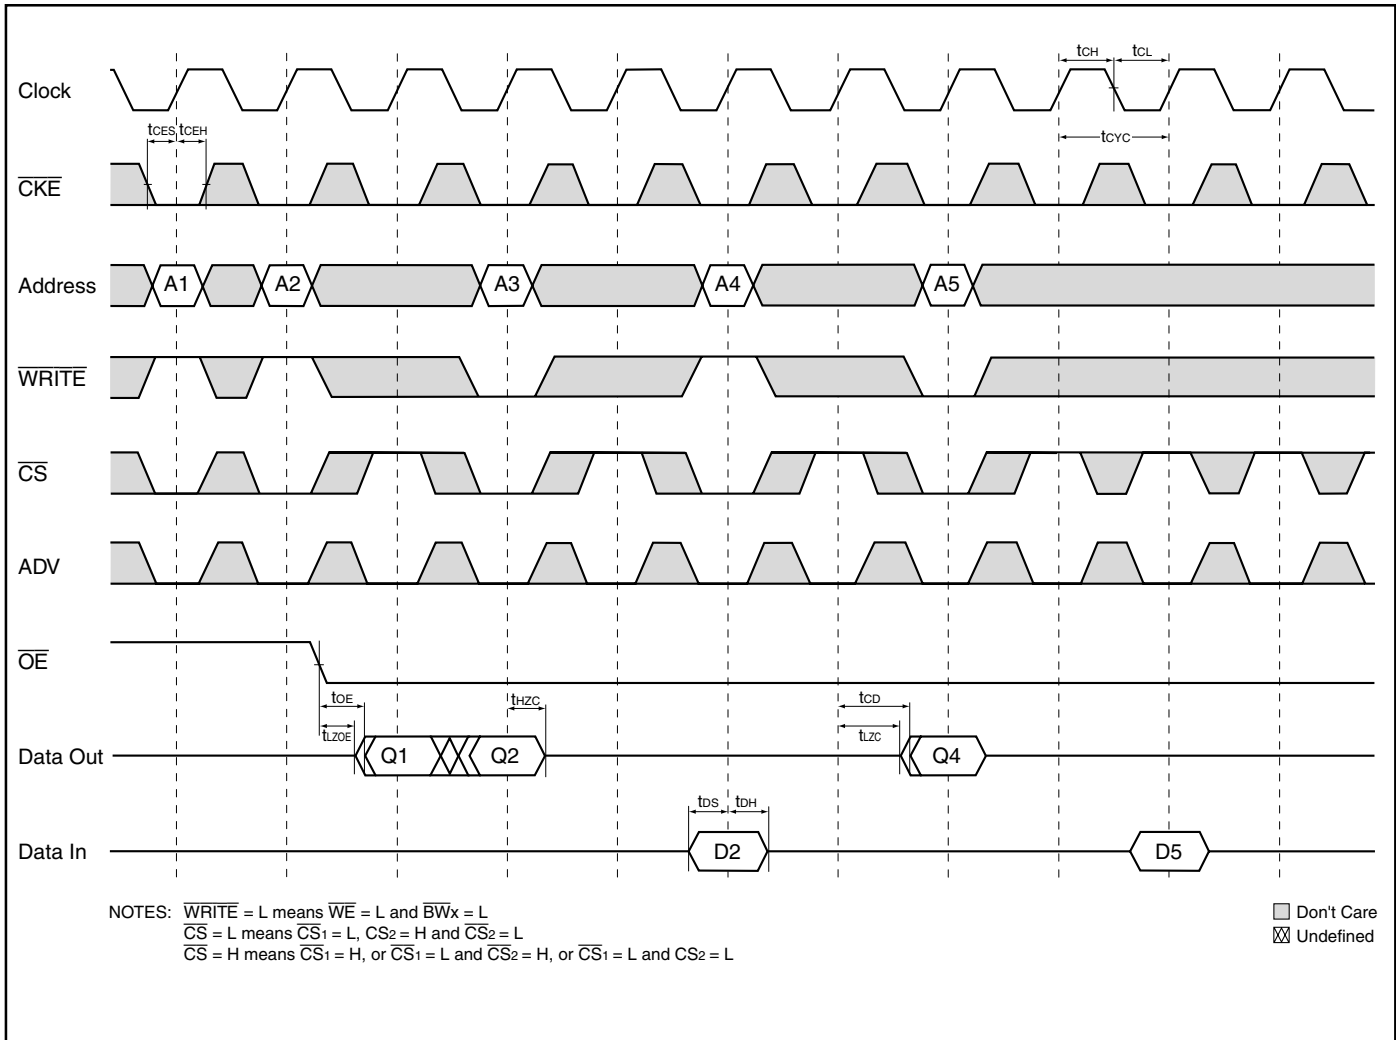 tCH tCL
Clock
tCES tCEH
tCYC
CKE
Address A1 A2 A3 A4 A5
WRITE
CS
ADV
OE
tOE tHZC tCD
tLZOE tLZC
Data Out Q1 Q2 Q4
tDS tDH
Data In D2 D5
NOTES: WRITE = L means WE = L and BWx = L
CS = L means CS1 = L, CS2 = H and CS2 = L
CS = H means CS1 = H, or CS1 = L and CS2 = H, or CS1 = L and CS2 = L
Don't Care
Undefined